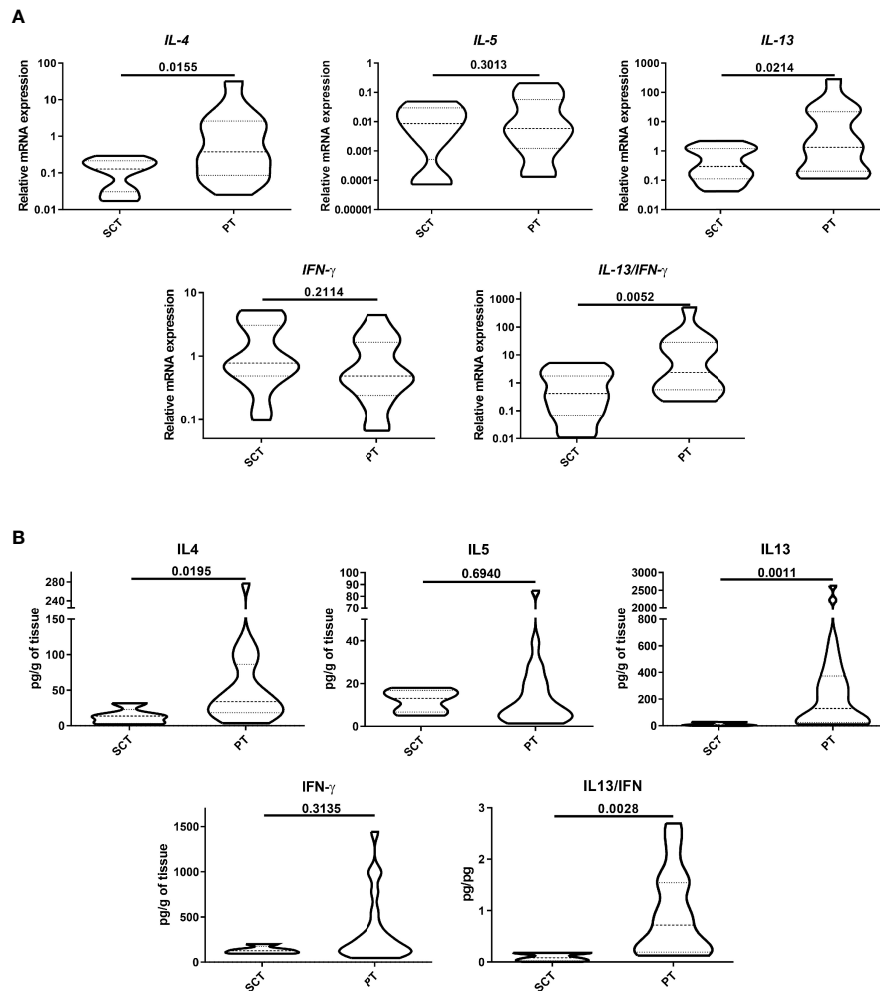 A
IL-4
IL-5
IL-13
Relative mRNA expression
100
10
1
0.1
0.01
0.0155
SCT
PT
Relative mRNA expression
1
0.1
0.01
0.001
0.0001
0.00001
0.3013
SCT
PT
Relative mRNA expression
1000
100
10
1
0.1
0.01
0.0214
SCT
PT
IFN-γ
IL-13/IFN-γ
Relative mRNA expression
10
1
0.1
0.2114
SCT
PT
Relative mRNA expression
1000
100
10
1
0.1
0.01
0.0052
SCT
PT
B
IL4
IL5
IL13
pg/g of tissue
280
240
150
100
50
0
0.0195
SCT
PT
pg/g of tissue
100
90
80
70
40
20
0
0.6940
SCT
PT
pg/g of tissue
3000
2500
2000
800
600
400
200
0
0.0011
SCT
PT
IFN-γ
IL13/IFN
pg/g of tissue
1500
1000
500
0
0.3135
SCT
PT
pg/pg
3
2
1
0
0.0028
SCT
PT